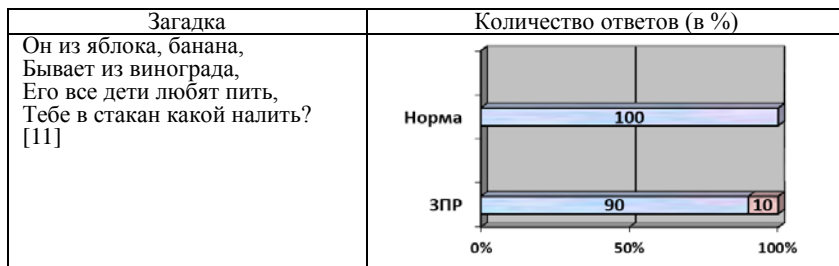 Загадка
Количество ответов (в %)
Он из яблока, банана,
Бывает из винограда,
Его все дети любят пить,
Тебе в стакан какой налить?
[11]
Норма
100
ЗПР
90
10
0%
50%
100%